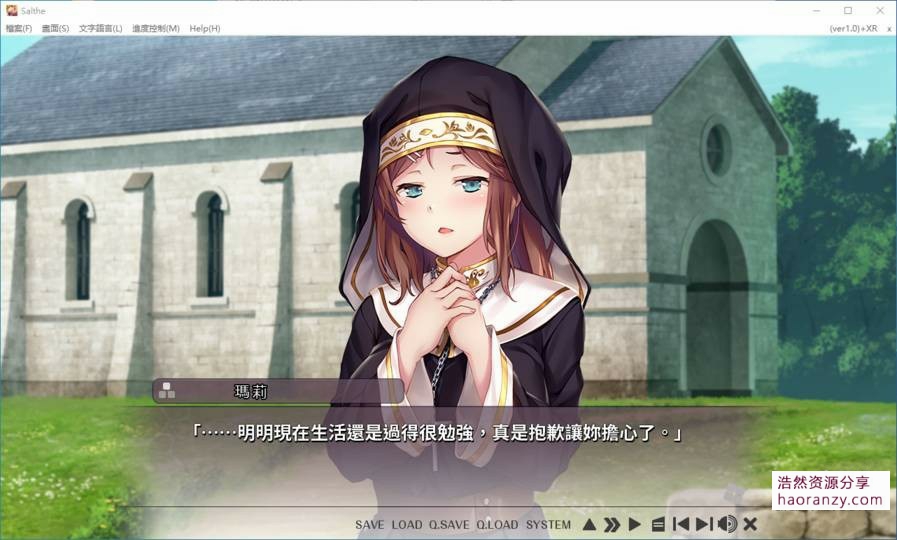 Salthe
檔案(F) 畫面(S) 文字語言(L) 進度控制(M) Help(H) (ver1.0)+XR x
瑪莉
「……明明現在生活還是過得很勉強，真是抱歉讓妳擔心了。」
浩然资源分享
haoranzy.com
SAVE LOAD Q.SAVE Q.LOAD SYSTEM